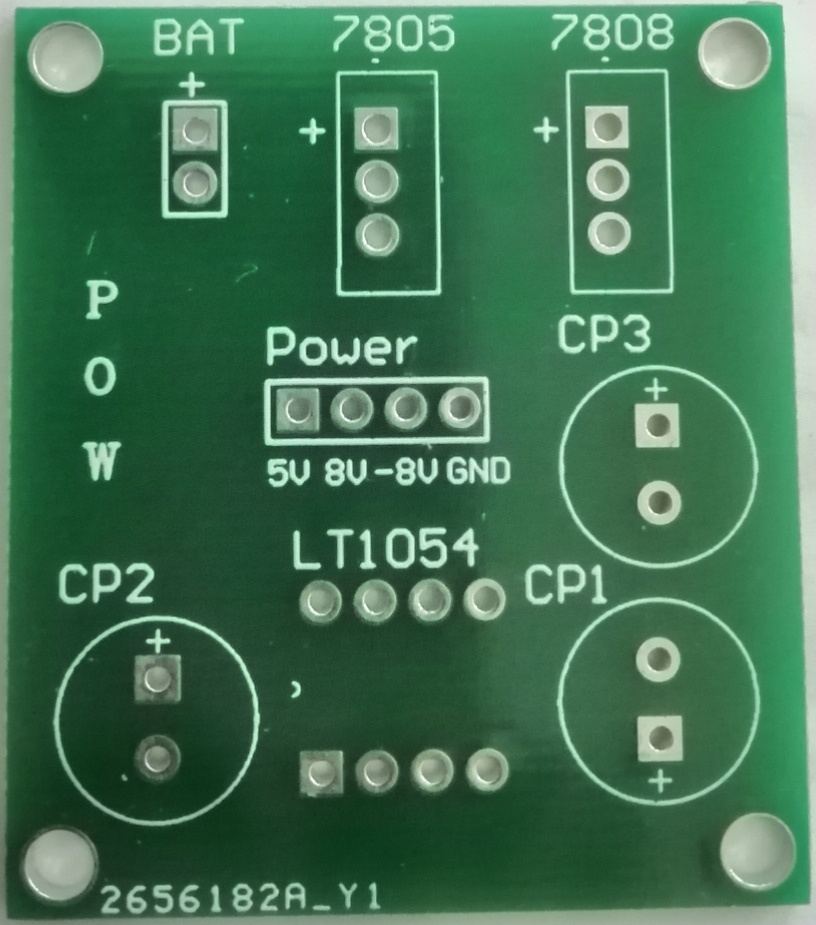 BAT 7805 7808
+
+ +
P
O
W
Power
CP3
+
5V 8V -8V GND
LT1054
CP2 CP1
+
+
2656182A_Y1